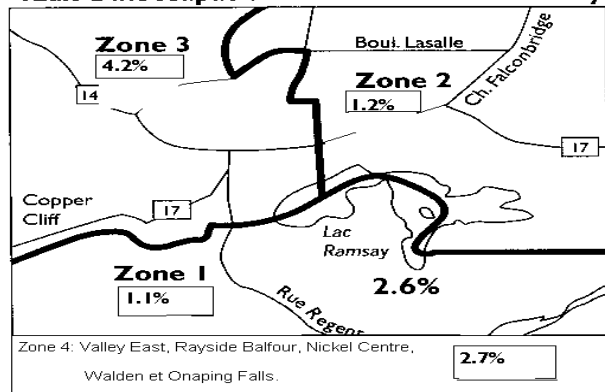 Zone 3
4.2%
Boul. Lasalle
Ch. Falconbridge
Zone 2
1.2%
14
17
Copper
Cliff
17
Lac
Ramsay
Zone 1
1.1%
2.6%
Rue
Zone 4: Valley East, Rayside Balfour, Nickel Centre,
2.7%
Walden et Onaping Falls.